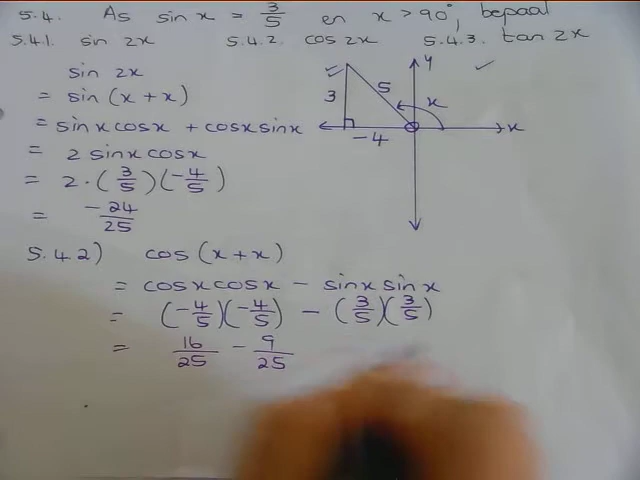 5.4. As sin x = 3/5 en x > 90°, bepaal
5.4.1. sin 2x 5.4.2. cos 2x 5.4.3. tan 2x
sin 2x
= sin (x + x)
= sin x cos x + cos x sin x
= 2 sin x cos x
= 2 · (3/5)(-4/5)
= -24/25
y
5
x
3
-4
x
5.4.2) cos (x + x)
= cos x cos x - sin x sin x
= (-4/5)(-4/5) - (3/5)(3/5)
= 16/25 - 9/25